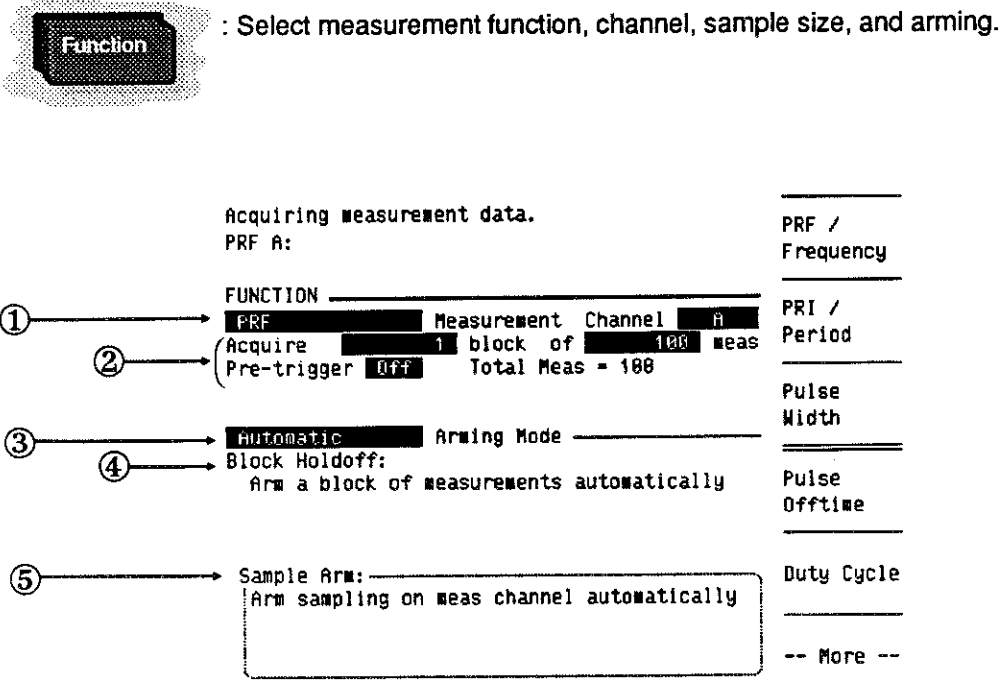 Function : Select measurement function, channel, sample size, and arming.
Acquiring measurement data.
PRF A:
FUNCTION
① PRF Measurement Channel A
② Acquire 1 block of 100 meas
Pre-trigger Off Total Meas = 100
③ Automatic Arming Mode
④ Block Holdoff:
Arm a block of measurements automatically
⑤ Sample Arm:
Arm sampling on meas channel automatically
PRF /
Frequency
PRI /
Period
Pulse
Width
Pulse
Offtime
Duty Cycle
-- More --